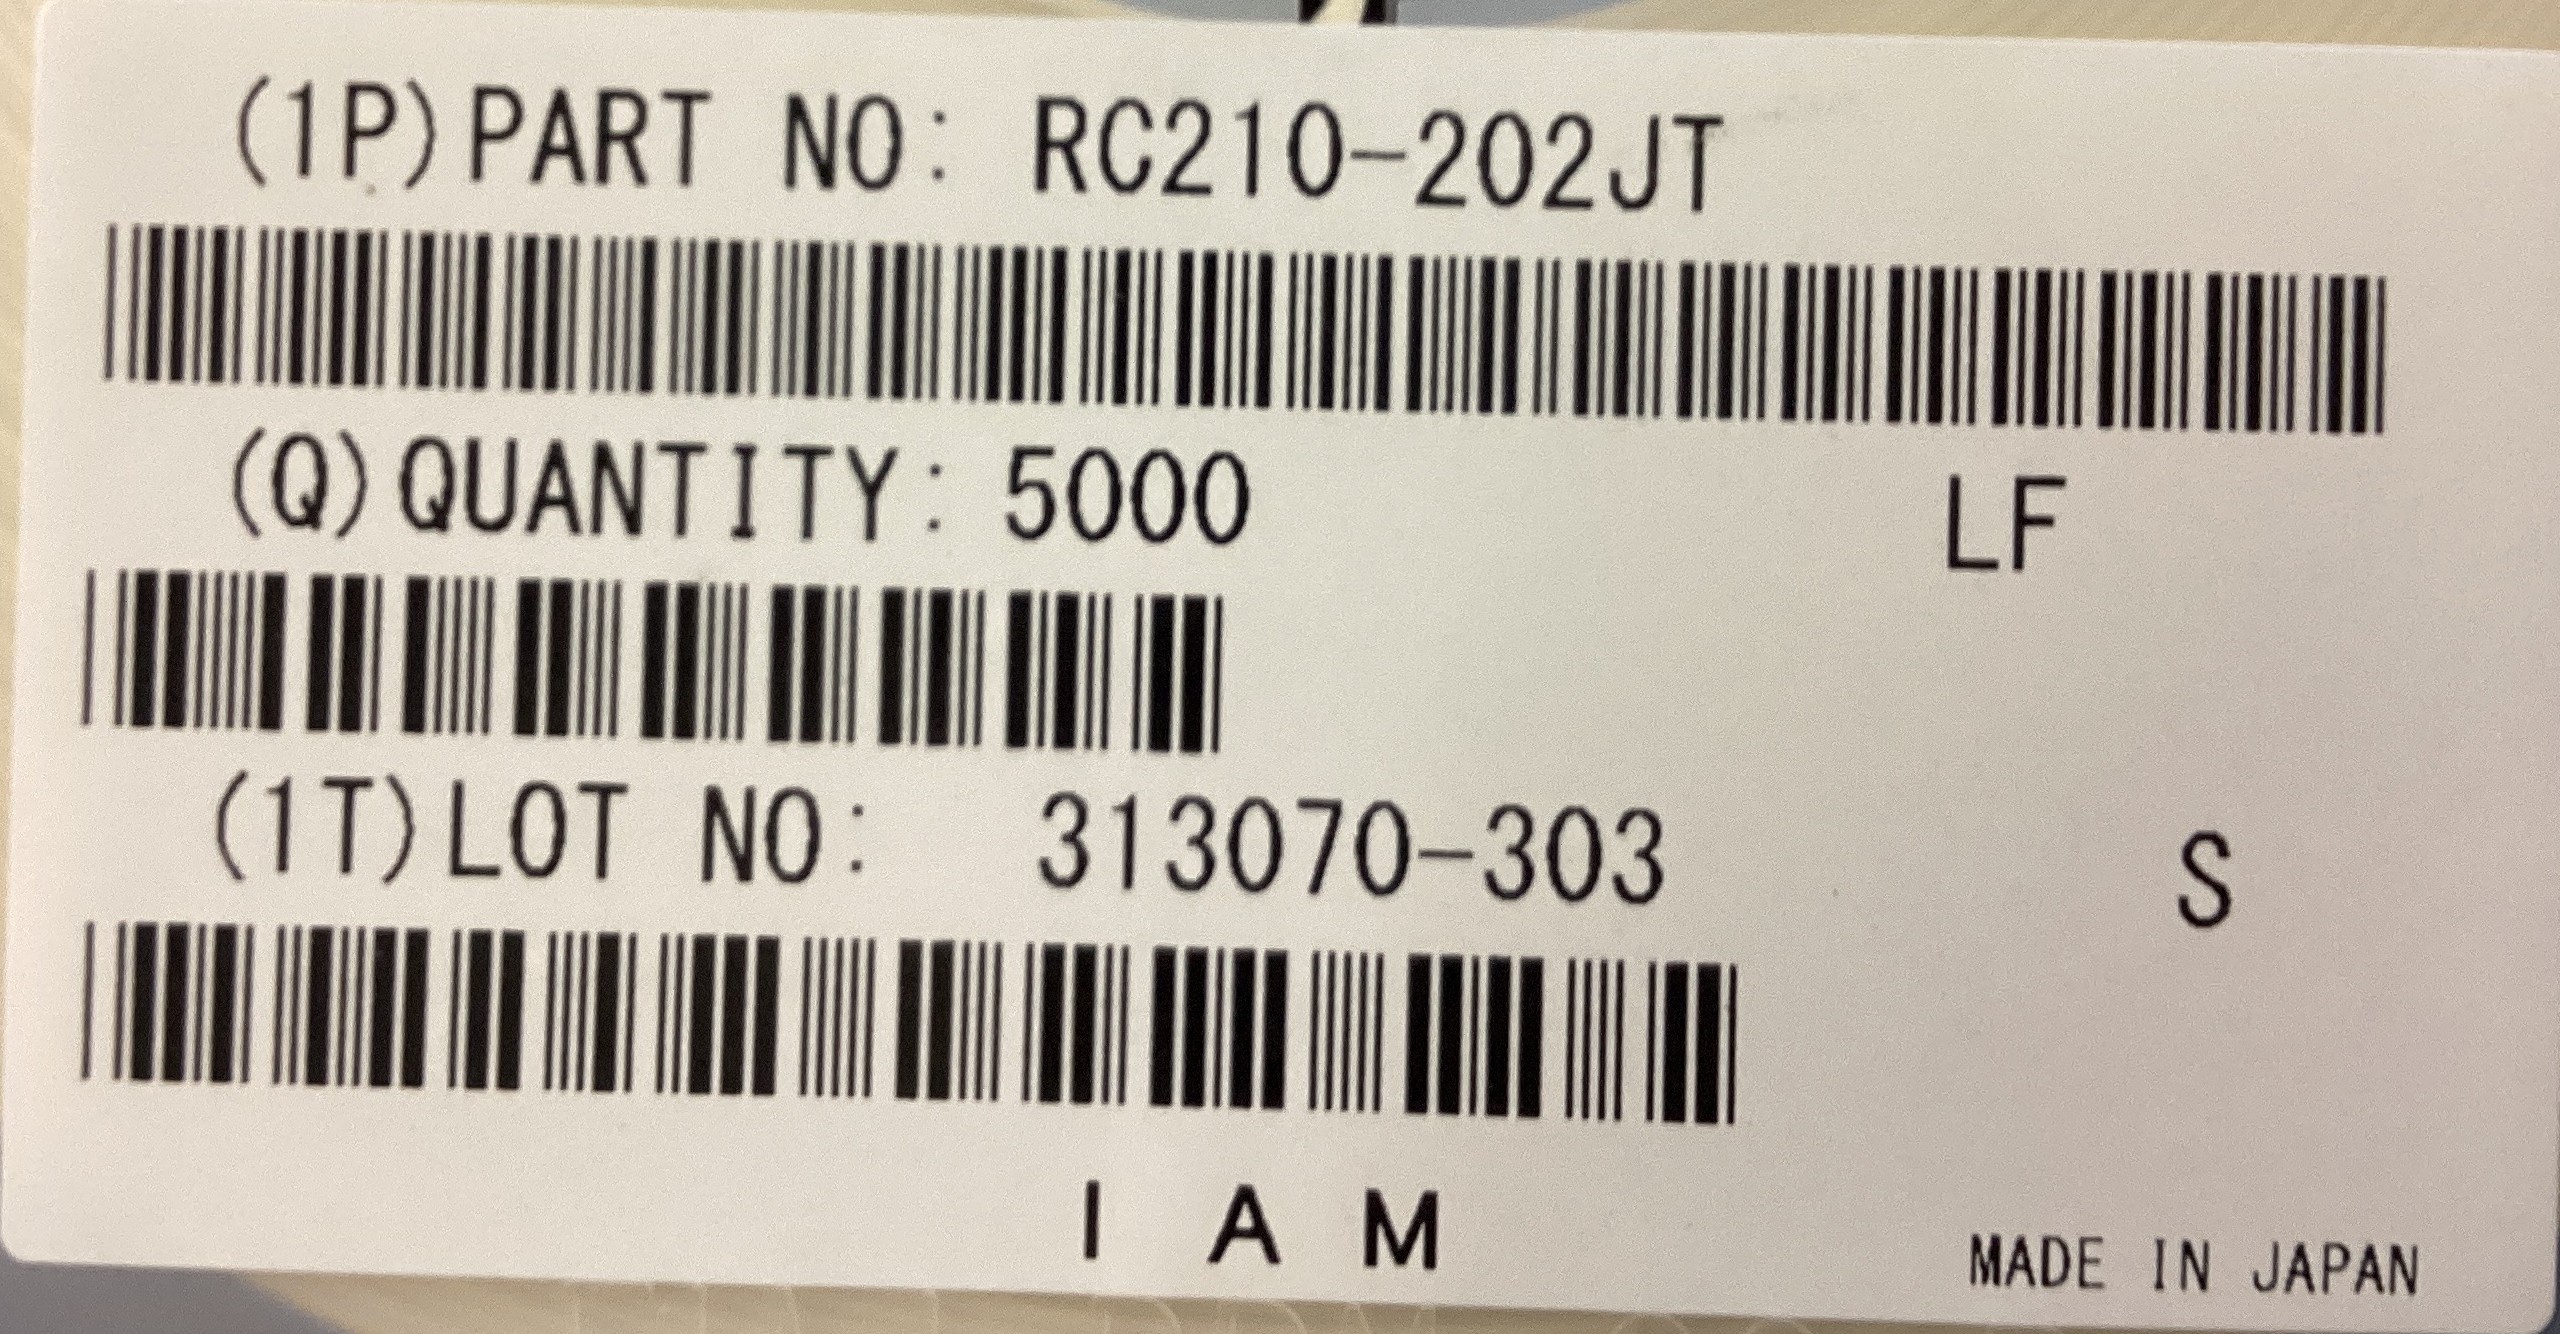 (1P)PART NO: RC210-202JT
(Q)QUANTITY: 5000 LF
(1T)LOT NO: 313070-303 S
I A M
MADE IN JAPAN